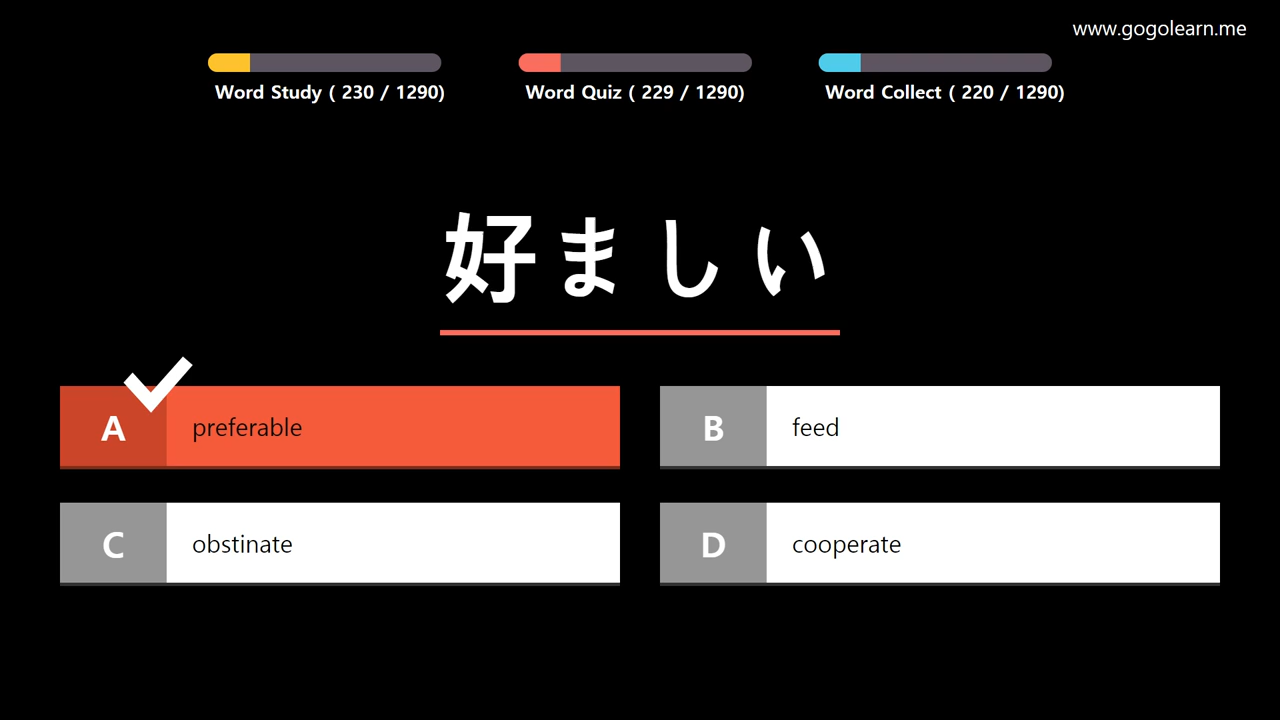 www.gogolearn.me
Word Study ( 230 / 1290)
Word Quiz ( 229 / 1290)
Word Collect ( 220 / 1290)
好ましい
A preferable
B feed
C obstinate
D cooperate